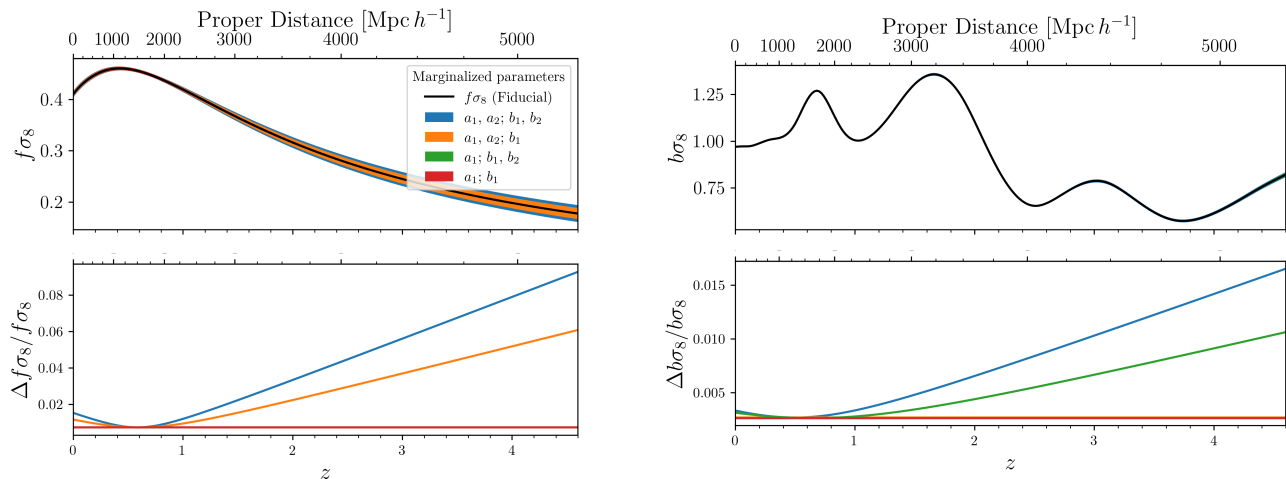 Proper Distance [Mpc h⁻¹]
0 1000 2000 3000 4000 5000
fσ₈
0.4
0.3
0.2
Marginalized parameters
fσ₈ (Fiducial)
a₁, a₂; b₁, b₂
a₁, a₂; b₁
a₁; b₁, b₂
a₁; b₁
Δfσ₈/fσ₈
0.08
0.06
0.04
0.02
0 1 2 3 4
z
Proper Distance [Mpc h⁻¹]
0 1000 2000 3000 4000 5000
bσ₈
1.25
1.00
0.75
Δbσ₈/bσ₈
0.015
0.010
0.005
0 1 2 3 4
z